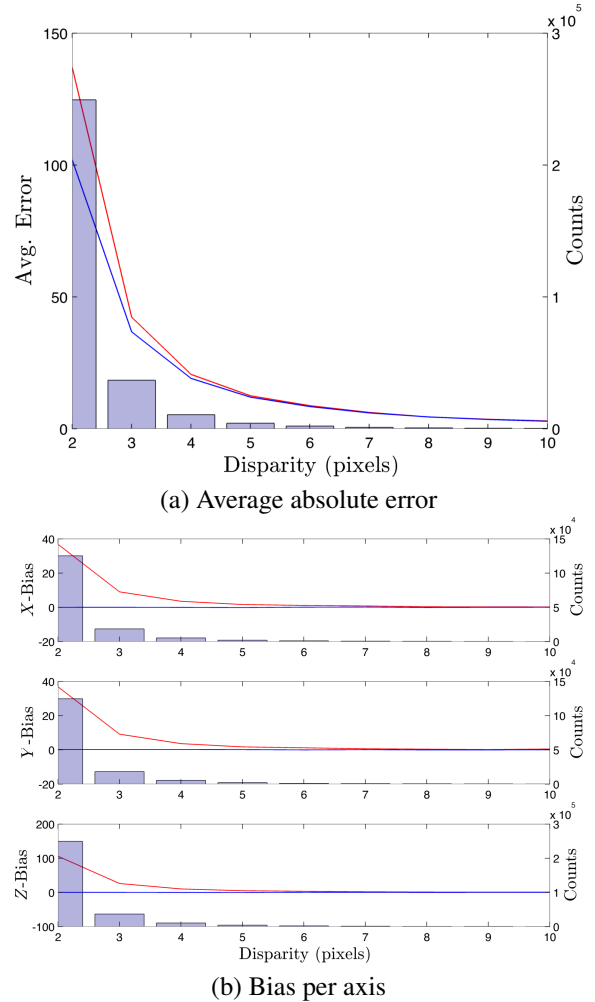 x 10^5
150 3
100 2
Avg. Error
Counts
50 1
0 0
2 3 4 5 6 7 8 9 10
Disparity (pixels)
(a) Average absolute error
x 10^4
40 15
20 10
X-Bias
Counts
0 5
-20 0
2 3 4 5 6 7 8 9 10
x 10^4
40 15
20 10
Y-Bias
Counts
0 5
-20 0
2 3 4 5 6 7 8 9 10
x 10^5
200 3
100 2
Z-Bias
Counts
0 1
-100 0
2 3 4 5 6 7 8 9 10
Disparity (pixels)
(b) Bias per axis